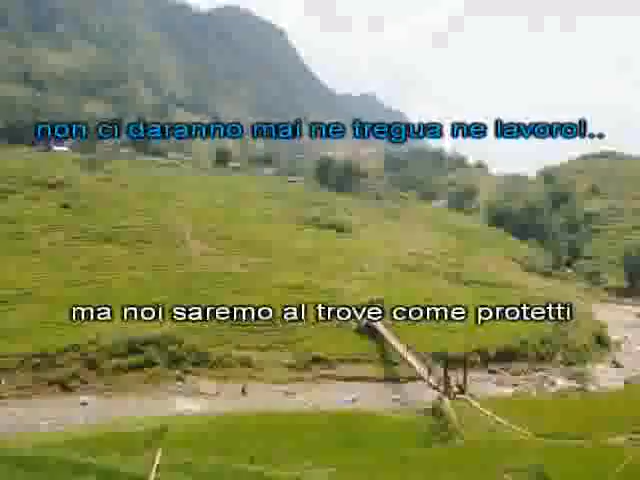 non ci daranno mai ne tregua ne lavoro!..
ma noi saremo al trove come protetti